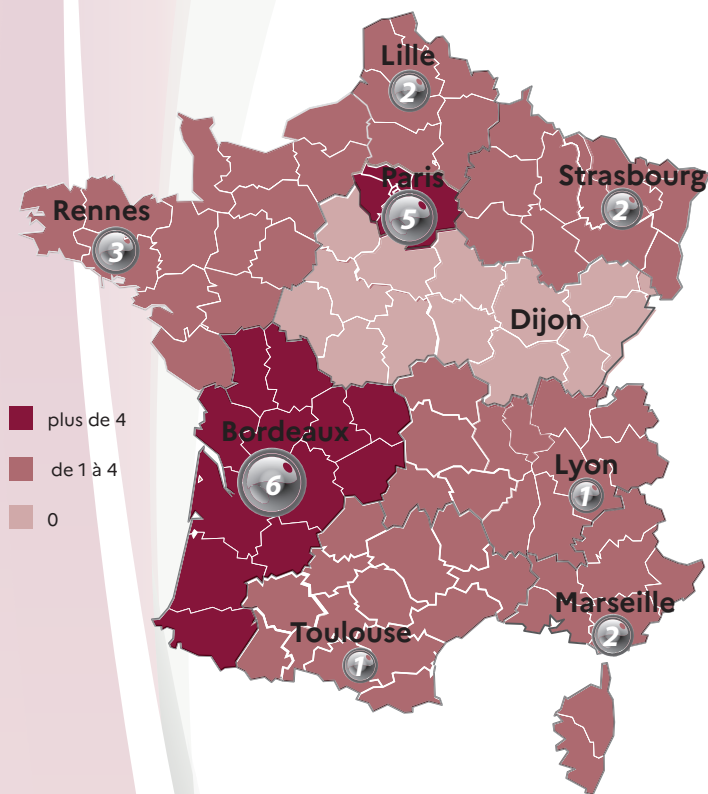 Lille
2
Paris
5
Strasbourg
2
Rennes
3
Dijon
plus de 4
de 1 à 4
0
Bordeaux
6
Lyon
1
Marseille
2
Toulouse
1